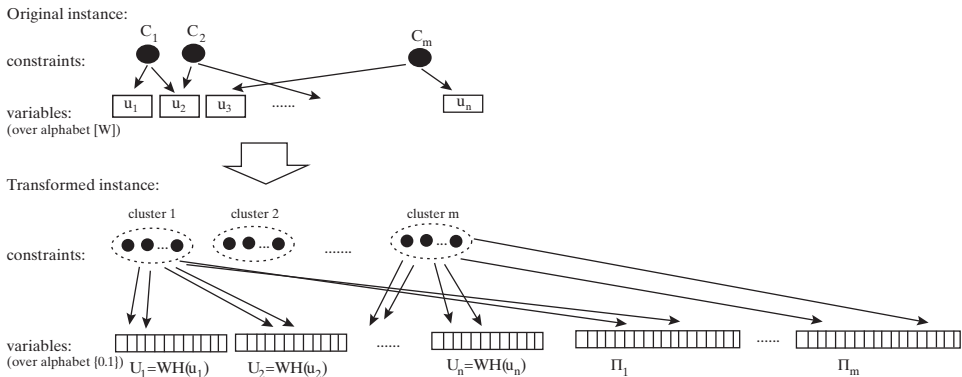 Original instance:
C1 C2 Cm
constraints:
u1 u2 u3 ...... un
variables:
(over alphabet [W])
Transformed instance:
cluster 1 cluster 2 cluster m
... ... ...
constraints: .......
...... ......
variables:
(over alphabet {0.1}) U1=WH(u1) U2=WH(u2) Un=WH(un) Π1 Πm